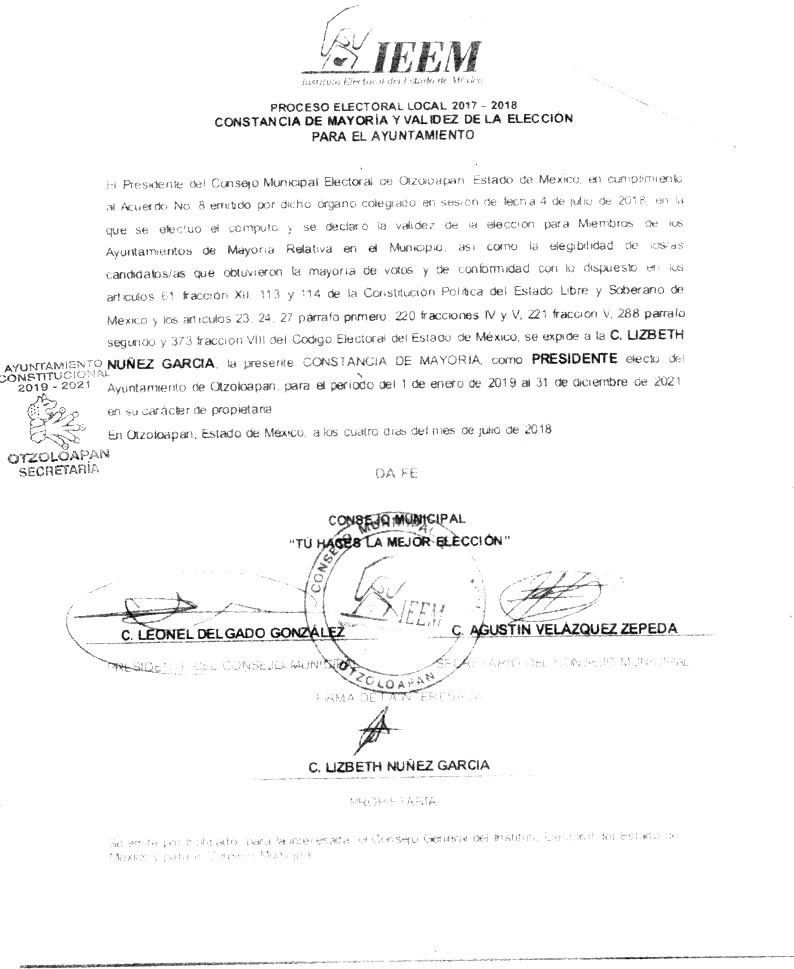 IEEM
Instituto Electoral del Estado de México
PROCESO ELECTORAL LOCAL 2017 – 2018
CONSTANCIA DE MAYORÍA Y VALIDEZ DE LA ELECCIÓN
PARA EL AYUNTAMIENTO
El Presidente del Consejo Municipal Electoral de Otzoloapan Estado de Mexico, en cumplimiento
al Acuerdo No. 8 emitido por dicho órgano colegiado en sesión de fecha 4 de julio de 2018, en la
que se efectuo el computo y se declaró la validez de la elección para Miembros de los
Ayuntamientos de Mayoría Relativa en el Municipio, asi como la elegibilidad de los/as
candidatos/as que obtuvieron la mayoría de votos y de conformidad con lo dispuesto en los
artículos 61 fracción XII, 113 y 114 de la Constitución Política del Estado Libre y Soberano de
Mexico y los artículos 23, 24, 27 párrafo primero, 220 fracciones IV y V, 221 fraccion V, 288 parrafo
segundo y 373 fraccion VIII del Código Electoral del Estado de México, se expide a la C. LIZBETH
NUÑEZ GARCIA, la presente CONSTANCIA DE MAYORÍA, como PRESIDENTE electo del
Ayuntamiento de Otzoloapan, para el período del 1 de enero de 2019 al 31 de diciembre de 2021
en su carácter de propietaria
En Otzoloapan, Estado de México, a los cuatro días del mes de julio de 2018
AYUNTAMIENTO
CONSTITUCIONAL
2019 - 2021
OTZOLOAPAN
SECRETARÍA
DA FE
CONSEJO MUNICIPAL
"TÚ HACES LA MEJOR ELECCIÓN"
CONSEJO MUNICIPAL
IEEM
OTZOLOAPAN
C. LEONEL DELGADO GONZÁLEZ
C. AGUSTÍN VELÁZQUEZ ZEPEDA
PRESIDENTE DEL CONSEJO MUNICIPAL
SECRETARIO DEL CONSEJO MUNICIPAL
FIRMA DE LA INTERESADA
C. LIZBETH NUÑEZ GARCIA
PROPIETARIA
Se emite por triplicado, para la interesada, el Consejo General del Instituto Electoral del Estado de
México y para el Consejo Municipal